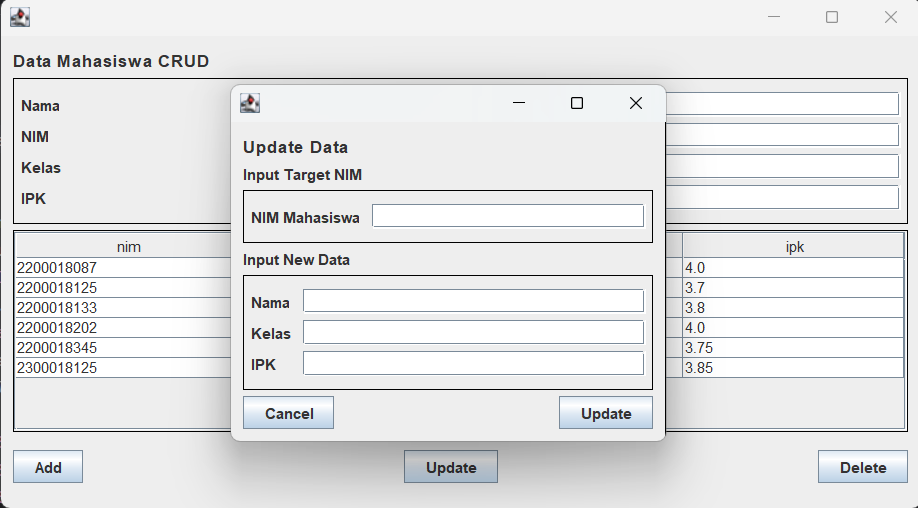 Data Mahasiswa CRUD
Nama
NIM
Kelas
IPK
nim ipk
2200018087 4.0
2200018125 3.7
2200018133 3.8
2200018202 4.0
2200018345 3.75
2300018125 3.85
Add Update Delete
Update Data
Input Target NIM
NIM Mahasiswa
Input New Data
Nama
Kelas
IPK
Cancel Update